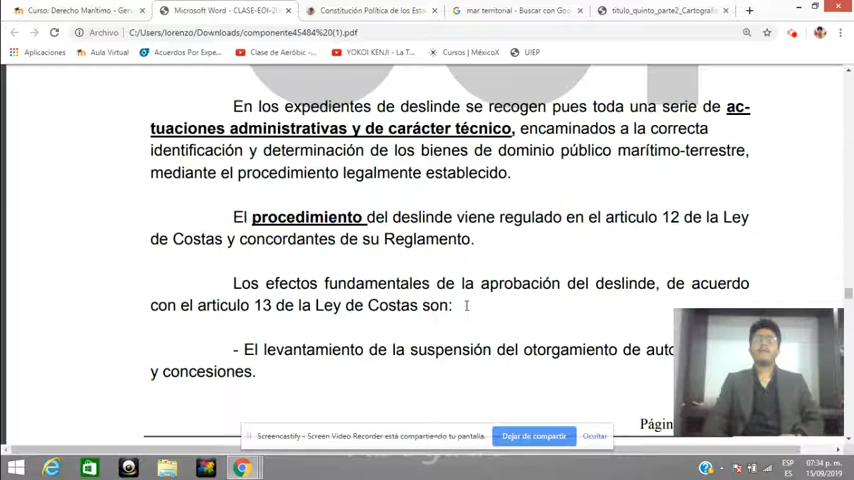 Curso: Derecho Marítimo - Gen
Microsoft Word - CLASE-EOI-20
Constitución Política de los Esta
mar territorial - Buscar con Goo
titulo_quinto_parte2_Cartografi
Archivo
C:/Users/lorenzo/Downloads/componente45484%20(1).pdf
Aplicaciones
Aula Virtual
Acuerdos Por Expe...
Clase de Aeróbic,...
YOKOI KENJI - La T...
Cursos | MéxicoX
UIEP
En los expedientes de deslinde se recogen pues toda una serie de ac-
tuaciones administrativas y de carácter técnico, encaminados a la correcta
identificación y determinación de los bienes de dominio público marítimo-terrestre,
mediante el procedimiento legalmente establecido.
El procedimiento del deslinde viene regulado en el articulo 12 de la Ley
de Costas y concordantes de su Reglamento.
Los efectos fundamentales de la aprobación del deslinde, de acuerdo
con el articulo 13 de la Ley de Costas son:
- El levantamiento de la suspensión del otorgamiento de auto
y concesiones.
Págin
Screencastify - Screen Video Recorder está compartiendo tu pantalla.
Dejar de compartir
Ocultar
ESP
ES
07:34 p. m.
15/09/2019